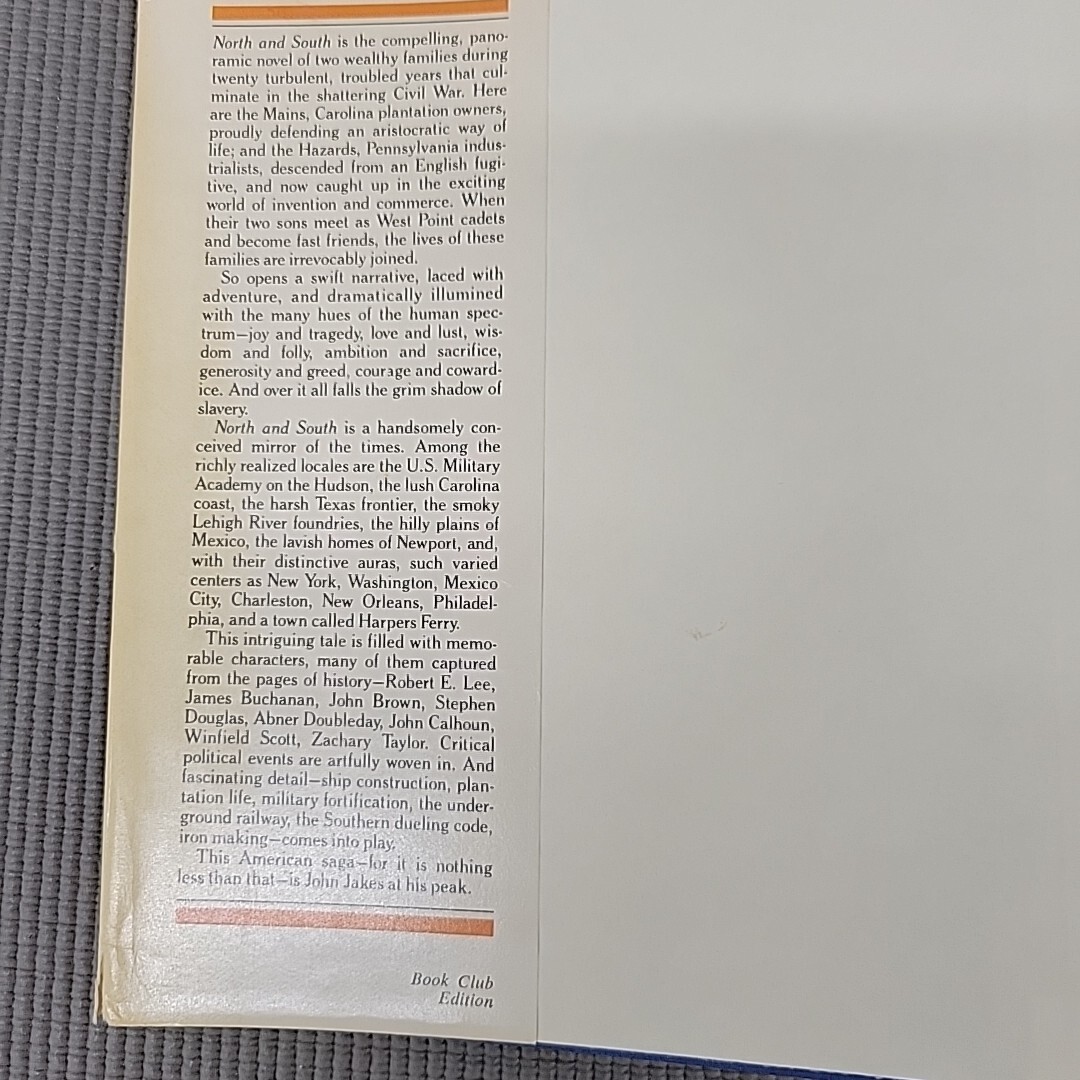 North and South is the compelling, pano-
ramic novel of two wealthy families during
twenty turbulent, troubled years that cul-
minate in the shattering Civil War. Here
are the Mains, Carolina plantation owners,
proudly defending an aristocratic way of
life; and the Hazards, Pennsylvania indus-
trialists, descended from an English fugi-
tive, and now caught up in the exciting
world of invention and commerce. When
their two sons meet as West Point cadets
and become fast friends, the lives of these
families are irrevocably joined.
So opens a swift narrative, laced with
adventure, and dramatically illumined
with the many hues of the human spec-
trum—joy and tragedy, love and lust, wis-
dom and folly, ambition and sacrifice,
generosity and greed, courage and coward-
ice. And over it all falls the grim shadow of
slavery.
North and South is a handsomely con-
ceived mirror of the times. Among the
richly realized locales are the U.S. Military
Academy on the Hudson, the lush Carolina
coast, the harsh Texas frontier, the smoky
Lehigh River foundries, the hilly plains of
Mexico, the lavish homes of Newport, and,
with their distinctive auras, such varied
centers as New York, Washington, Mexico
City, Charleston, New Orleans, Philadel-
phia, and a town called Harpers Ferry.
This intriguing tale is filled with memo-
rable characters, many of them captured
from the pages of history—Robert E. Lee,
James Buchanan, John Brown, Stephen
Douglas, Abner Doubleday, John Calhoun,
Winfield Scott, Zachary Taylor. Critical
political events are artfully woven in. And
fascinating detail—ship construction, plan-
tation life, military fortification, the under-
ground railway, the Southern dueling code,
iron making—comes into play.
This American saga—for it is nothing
less than that—is John Jakes at his peak.
Book Club
Edition